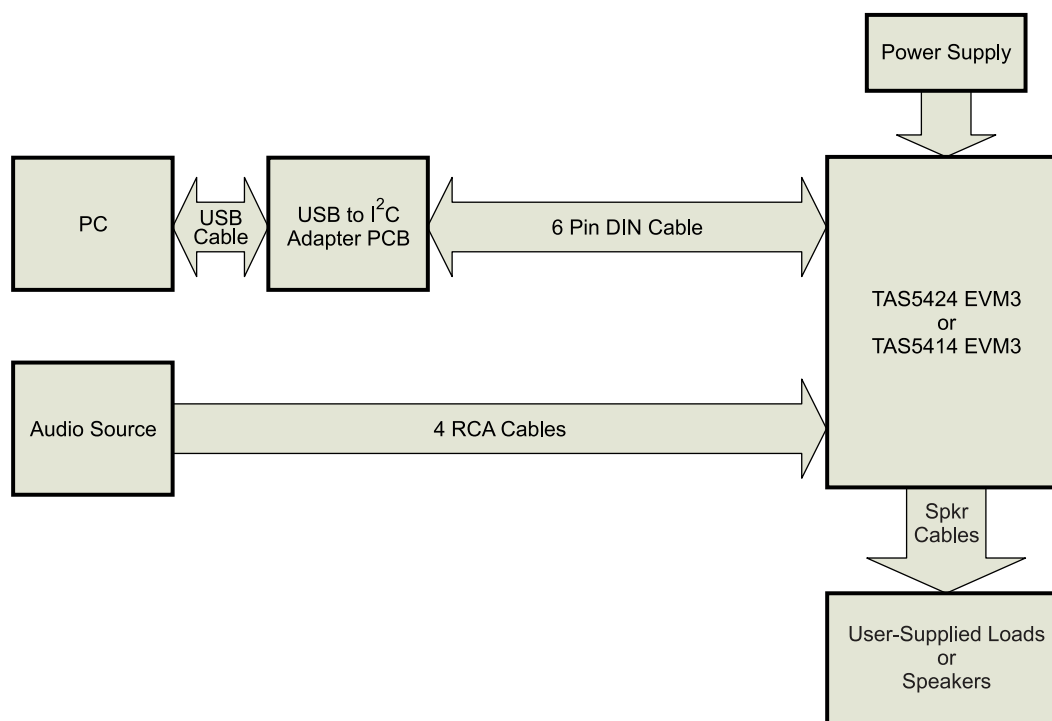 Power Supply
PC
USB
Cable
USB to I²C
Adapter PCB
6 Pin DIN Cable
TAS5424 EVM3
or
TAS5414 EVM3
Audio Source
4 RCA Cables
Spkr
Cables
User-Supplied Loads
or
Speakers